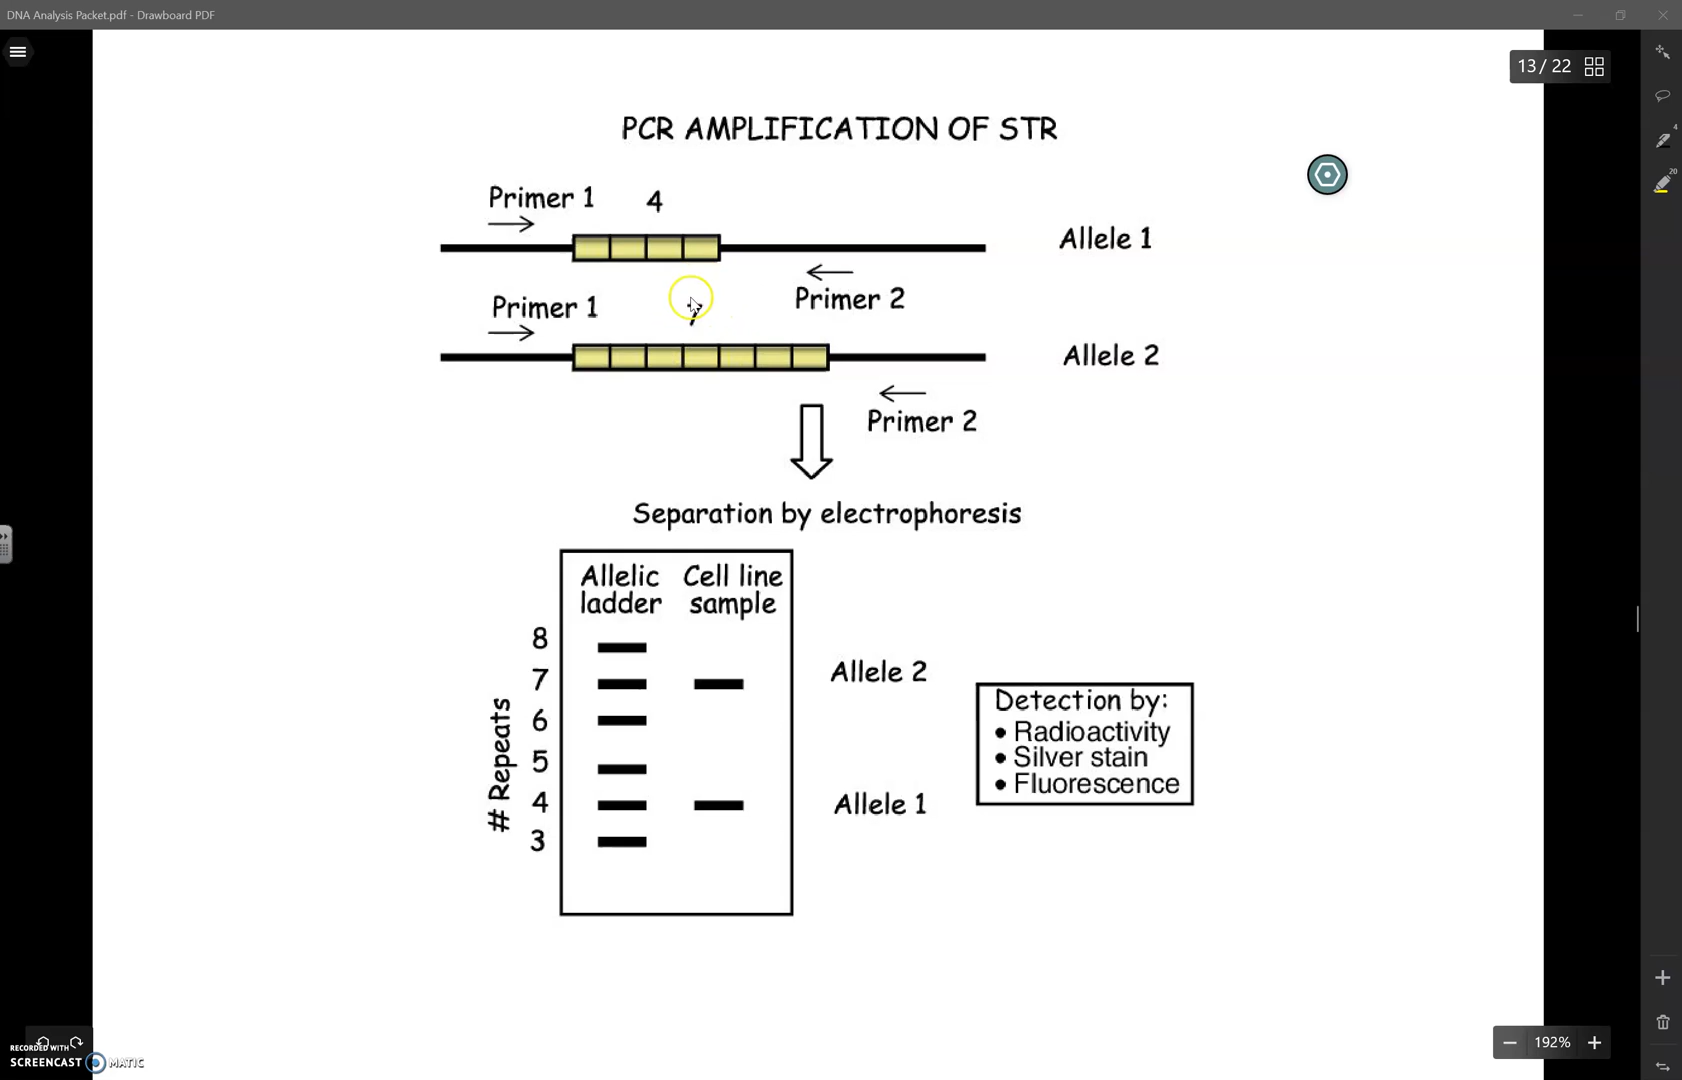 DNA Analysis Packet.pdf - Drawboard PDF
13 / 22
PCR AMPLIFICATION OF STR
4
20
Primer 1
4
Allele 1
Primer 2
Primer 1
Allele 2
Primer 2
Separation by electrophoresis
Allelic ladder
Cell line sample
# Repeats
8
7
6
5
4
3
Allele 2
Allele 1
Detection by:
• Radioactivity
• Silver stain
• Fluorescence
RECORDED WITH
SCREENCAST MATIC
192%